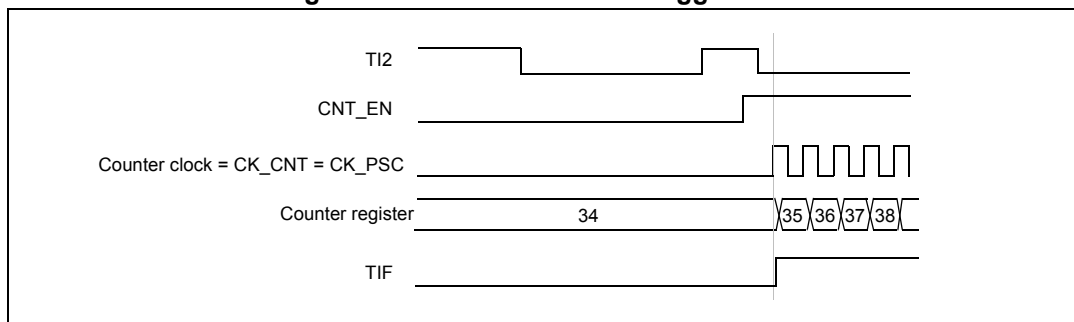 TI2
CNT_EN
Counter clock = CK_CNT = CK_PSC
Counter register 34 35 36 37 38
TIF